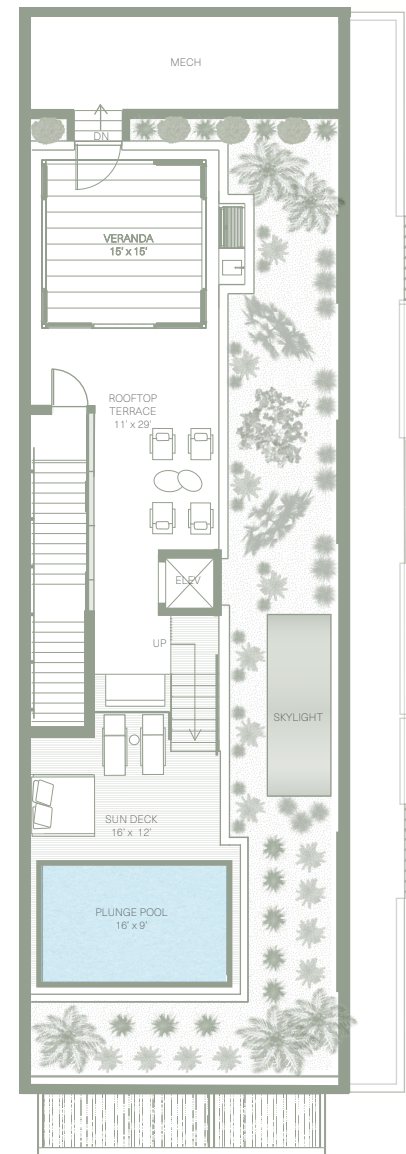 MECH
DN
VERANDA
15' x 15'
ROOFTOP
TERRACE
11' x 29'
ELEV
UP
SKYLIGHT
SUN DECK
16' x 12'
PLUNGE POOL
16' x 9'